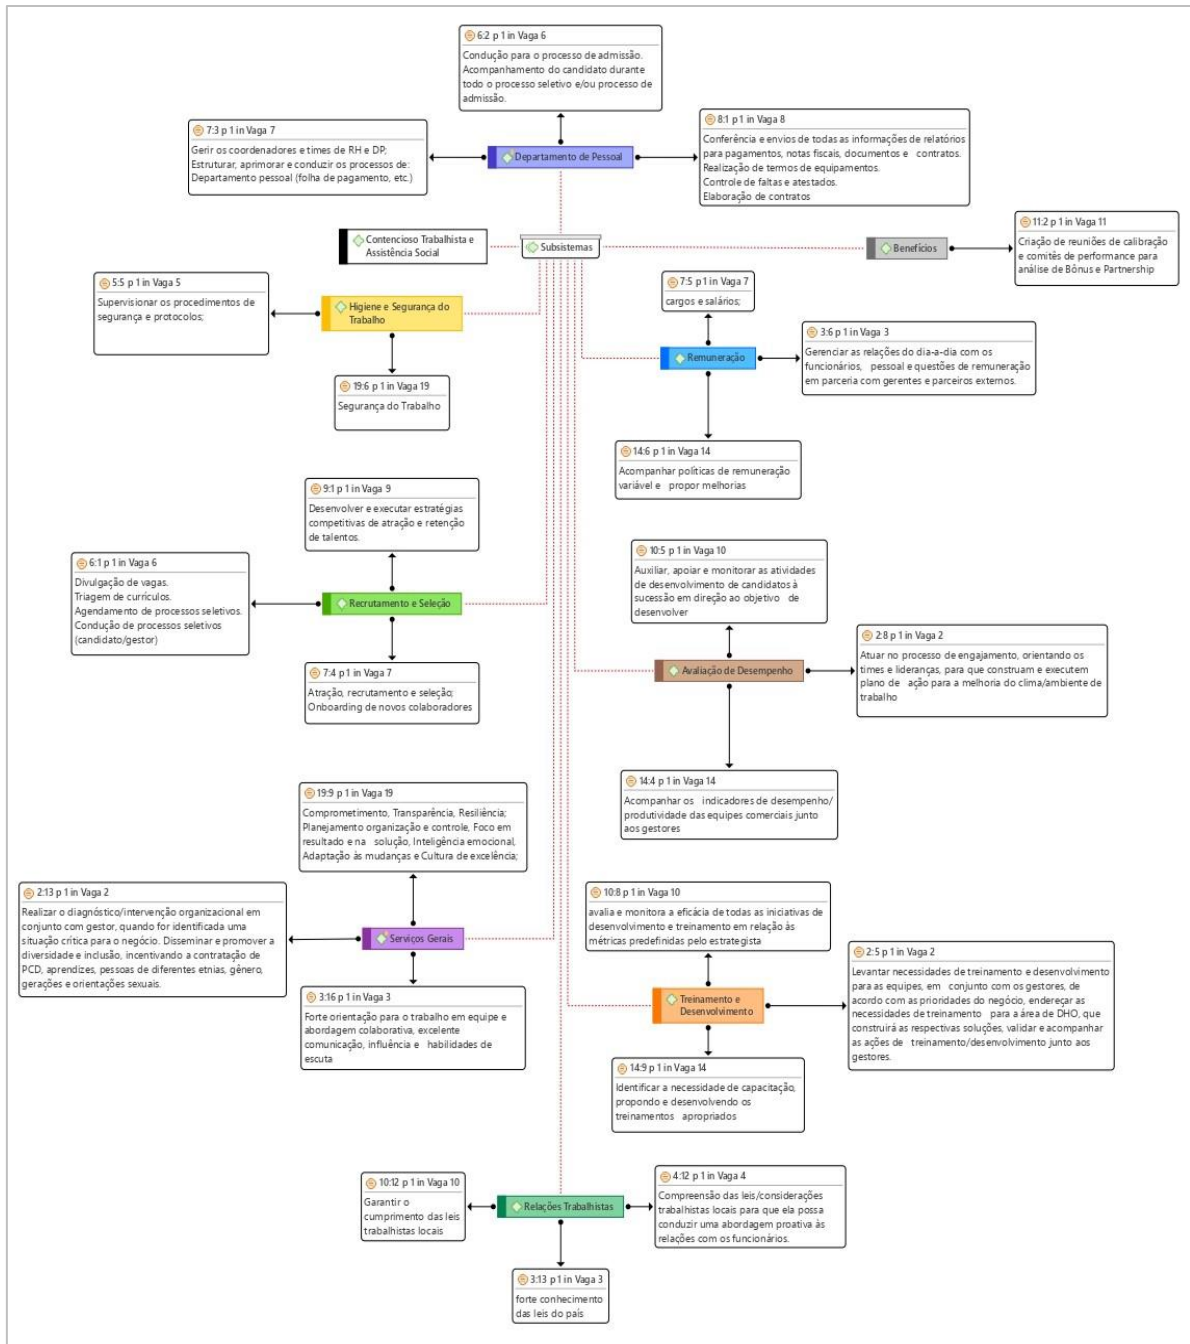 6:2 p 1 in Vaga 6
Condução para o processo de admissão.
Acompanhamento do candidato durante
todo o processo seletivo e/ou processo de
admissão.
7:3 p 1 in Vaga 7
Gerir os coordenadores e times de RH e DP;
Estruturar, aprimorar e conduzir os processos de:
Departamento pessoal (folha de pagamento, etc.)
Departamento de Pessoal
8:1 p 1 in Vaga 8
Conferência e envios de todas as informações de relatórios
para pagamentos, notas fiscais, documentos e contratos.
Realização de termos de equipamentos.
Controle de faltas e atestados.
Elaboração de contratos
Contencioso Trabalhista e
Assistência Social
Subsistemas
Benefícios
11:2 p 1 in Vaga 11
Criação de reuniões de calibração
e comitês de performance para
análise de Bônus e Partnership
5:5 p 1 in Vaga 5
Supervisionar os procedimentos de
segurança e protocolos;
Higiene e Segurança do
Trabalho
19:6 p 1 in Vaga 19
Segurança do Trabalho
7:5 p 1 in Vaga 7
cargos e salários;
Remuneração
3:6 p 1 in Vaga 3
Gerenciar as relações do dia-a-dia com os
funcionários, pessoal e questões de remuneração
em parceria com gerentes e parceiros externos.
14:6 p 1 in Vaga 14
Acompanhar políticas de remuneração
variável e propor melhorias
9:1 p 1 in Vaga 9
Desenvolver e executar estratégias
competitivas de atração e retenção
de talentos.
6:1 p 1 in Vaga 6
Divulgação de vagas.
Triagem de currículos.
Agendamento de processos seletivos.
Condução de processos seletivos
(candidato/gestor)
Recrutamento e Seleção
7:4 p 1 in Vaga 7
Atração, recrutamento e seleção;
Onboarding de novos colaboradores
10:5 p 1 in Vaga 10
Auxiliar, apoiar e monitorar as atividades
de desenvolvimento de candidatos à
sucessão em direção ao objetivo de
desenvolver
Avaliação de Desempenho
2:8 p 1 in Vaga 2
Atuar no processo de engajamento, orientando os
times e lideranças, para que construam e executem
plano de ação para a melhoria do clima/ambiente de
trabalho
14:4 p 1 in Vaga 14
Acompanhar os indicadores de desempenho/
produtividade das equipes comerciais junto
aos gestores
19:9 p 1 in Vaga 19
Comprometimento, Transparência, Resiliência;
Planejamento organização e controle, Foco em
resultado e na solução, Inteligência emocional,
Adaptação às mudanças e Cultura de excelência;
2:13 p 1 in Vaga 2
Realizar o diagnóstico/intervenção organizacional em
conjunto com gestor, quando for identificada uma
situação crítica para o negócio. Disseminar e promover a
diversidade e inclusão, incentivando a contratação de
PCD, aprendizes, pessoas de diferentes etnias, gênero,
gerações e orientações sexuais.
Serviços Gerais
3:16 p 1 in Vaga 3
Forte orientação para o trabalho em equipe e
abordagem colaborativa, excelente
comunicação, influência e habilidades de
escuta
10:8 p 1 in Vaga 10
avalia e monitora a eficácia de todas as iniciativas de
desenvolvimento e treinamento em relação às
métricas predefinidas pelo estrategista
Treinamento e
Desenvolvimento
2:5 p 1 in Vaga 2
Levantar necessidades de treinamento e desenvolvimento
para as equipes, em conjunto com os gestores, de
acordo com as prioridades do negócio, endereçar as
necessidades de treinamento para a área de DHO, que
construirá as respectivas soluções, validar e acompanhar
as ações de treinamento/desenvolvimento junto aos
gestores.
14:9 p 1 in Vaga 14
Identificar a necessidade de capacitação,
propondo e desenvolvendo os
treinamentos apropriados
10:12 p 1 in Vaga 10
Garantir o
cumprimento das leis
trabalhistas locais
Relações Trabalhistas
4:12 p 1 in Vaga 4
Compreensão das leis/considerações
trabalhistas locais para que ela possa
conduzir uma abordagem proativa às
relações com os funcionários.
3:13 p 1 in Vaga 3
forte conhecimento
das leis do país